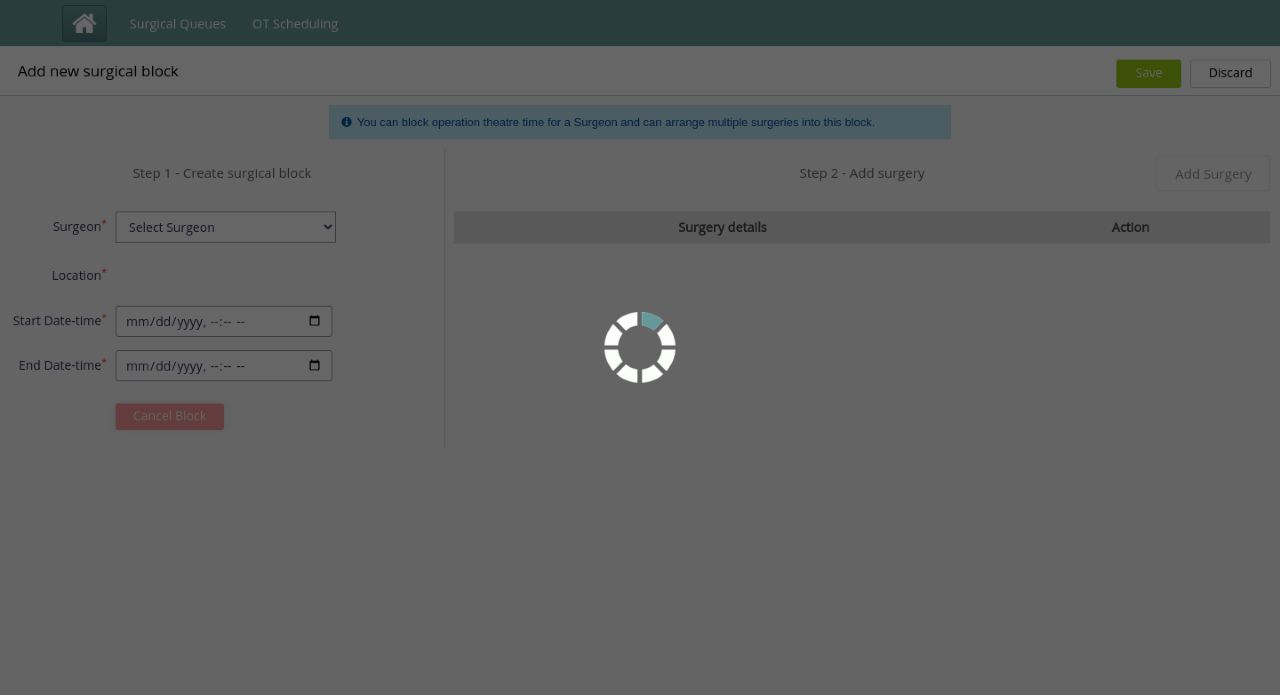 Surgical Queues OT Scheduling
Add new surgical block
Save Discard
You can block operation theatre time for a Surgeon and can arrange multiple surgeries into this block.
Step 1 - Create surgical block
Surgeon* Select Surgeon
Location*
Start Date-time* mm/dd/yyyy, --:-- --
End Date-time* mm/dd/yyyy, --:-- --
Cancel Block
Step 2 - Add surgery
Add Surgery
Surgery details Action